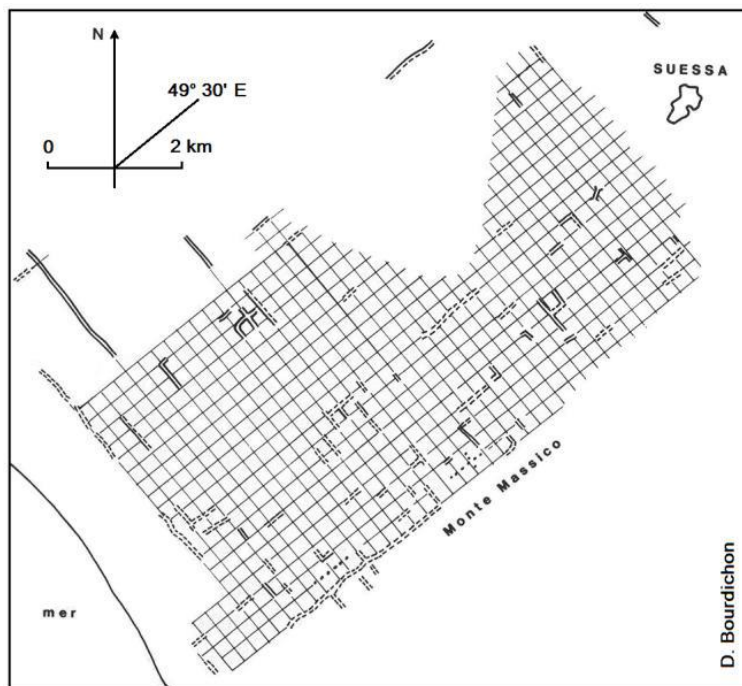 N
SUESSA
49° 30' E
0 2 km
Monte Massico
mer
D. Bourdichon